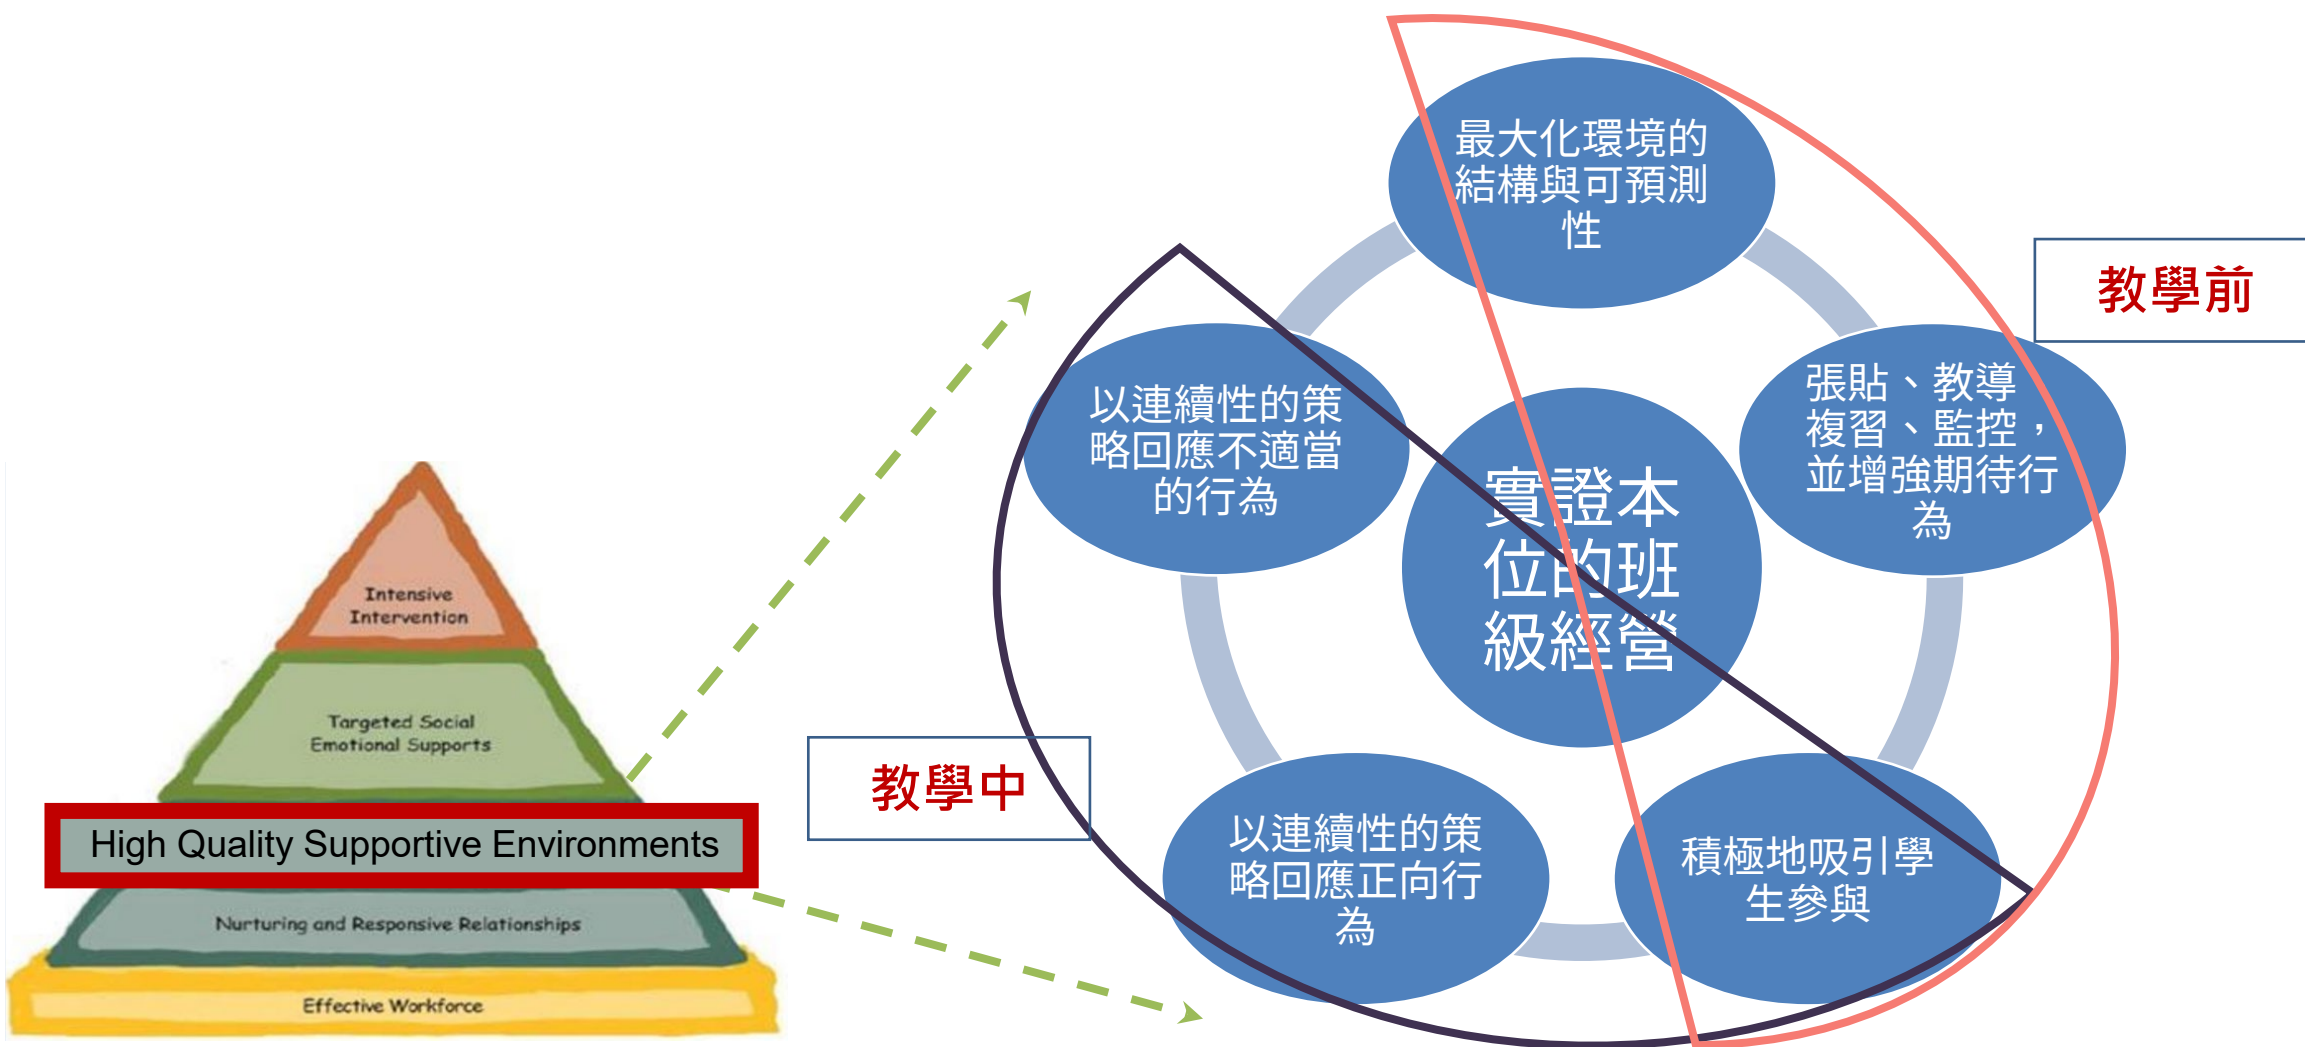 Intensive
Intervention
Targeted Social
Emotional Supports
High Quality Supportive Environments
Nurturing and Responsive Relationships
Effective Workforce
最大化環境的
結構與可預測
性
教學前
張貼、教導
複習、監控，
並增強期待行
為
以連續性的策
略回應不適當
的行為
實證本
位的班
級經營
教學中
以連續性的策
略回應正向行
為
積極地吸引學
生參與